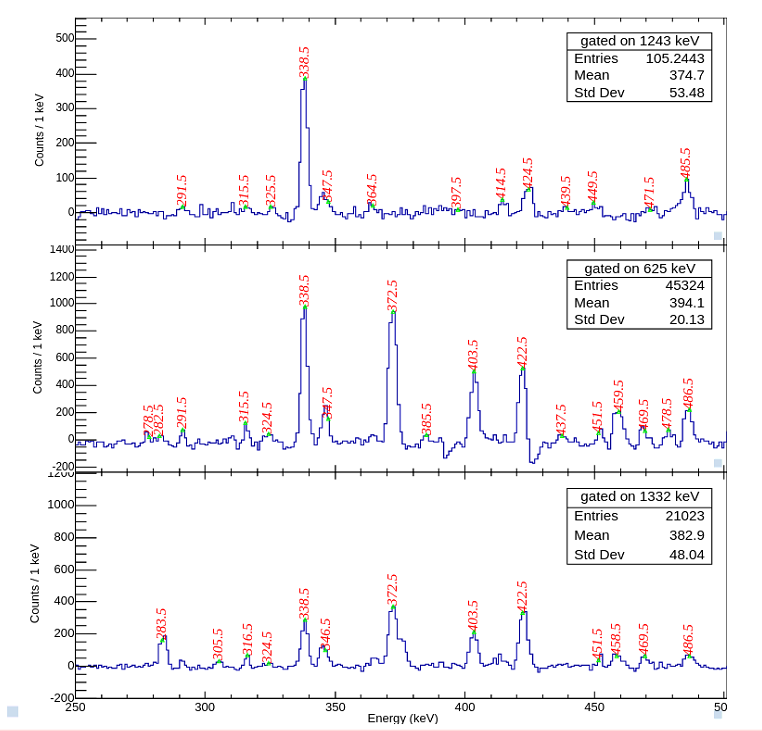 gated on 1243 keV
Entries 105.2443
Mean 374.7
Std Dev 53.48
Counts / 1 keV
500
400
300
200
100
0
291.5 315.5 325.5 338.5 347.5 364.5 397.5 414.5 424.5 439.5 449.5 471.5 485.5
gated on 625 keV
Entries 45324
Mean 394.1
Std Dev 20.13
Counts / 1 keV
1400
1200
1000
800
600
400
200
0
-200
278.5 282.5 291.5 315.5 324.5 338.5 347.5 372.5 385.5 403.5 422.5 437.5 451.5 459.5 469.5 478.5 486.5
gated on 1332 keV
Entries 21023
Mean 382.9
Std Dev 48.04
Counts / 1 keV
1200
1000
800
600
400
200
0
-200
283.5 305.5 316.5 324.5 338.5 346.5 372.5 403.5 422.5 451.5 458.5 469.5 486.5
250 300 350 400 450 50
Energy (keV)